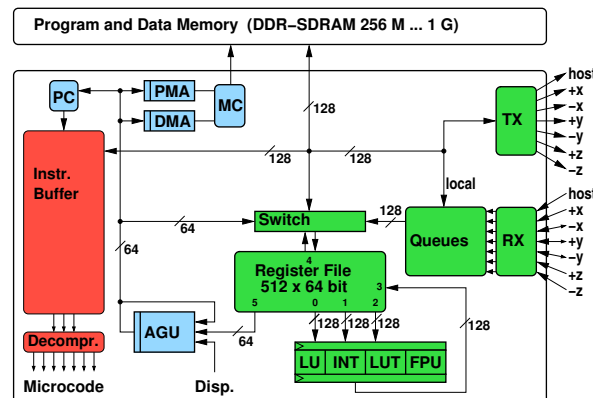 Program and Data Memory (DDR−SDRAM 256 M ... 1 G)
PC
PMA
DMA
MC
128
TX
host
+x
−x
+y
−y
+z
−z
Instr.
Buffer
128
128
local
64
Switch
128
Queues
RX
host
+x
−x
+y
−y
+z
−z
64
4
Register File
512 x 64 bit
3
5
0
1
2
AGU
64
128
128
128
128
Decompr.
LU
INT
LUT
FPU
Microcode
Disp.